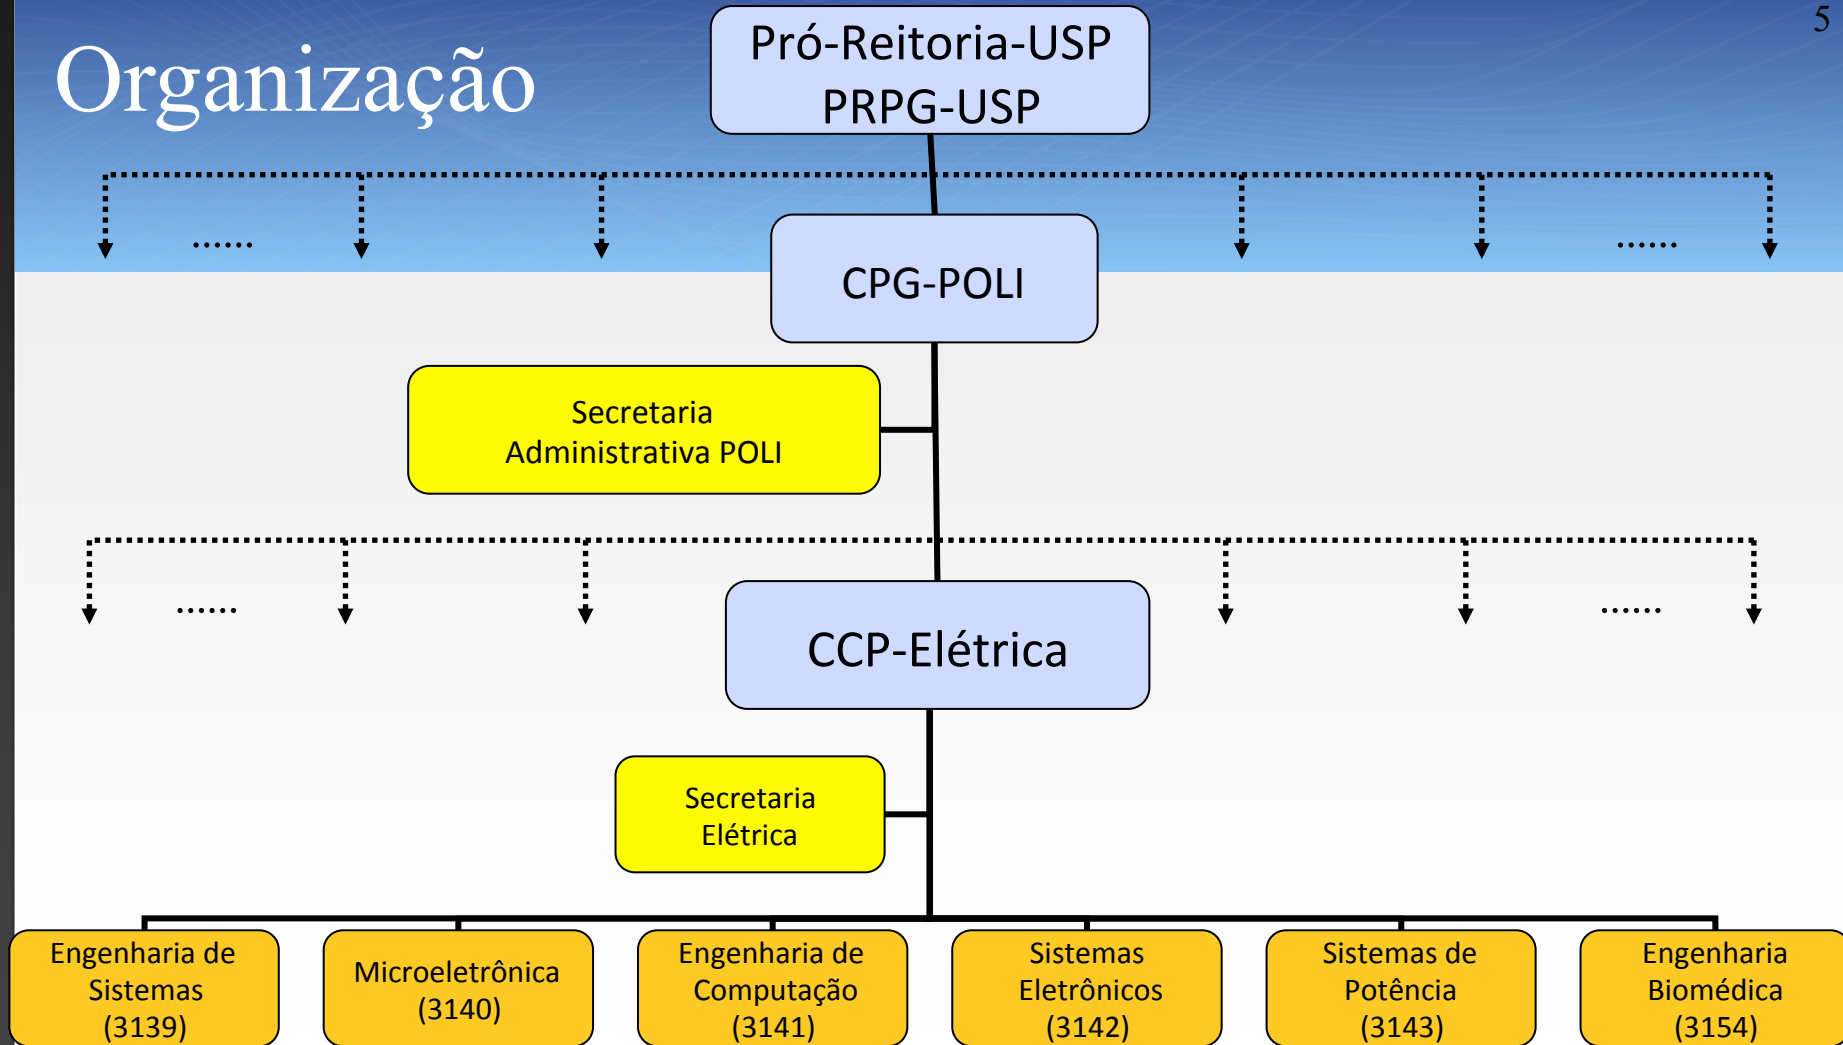 5
Organização
Pró-Reitoria-USP
PRPG-USP
......
......
CPG-POLI
Secretaria
Administrativa POLI
......
......
CCP-Elétrica
Secretaria
Elétrica
Engenharia de
Sistemas
(3139)
Microeletrônica
(3140)
Engenharia de
Computação
(3141)
Sistemas
Eletrônicos
(3142)
Sistemas de
Potência
(3143)
Engenharia
Biomédica
(3154)